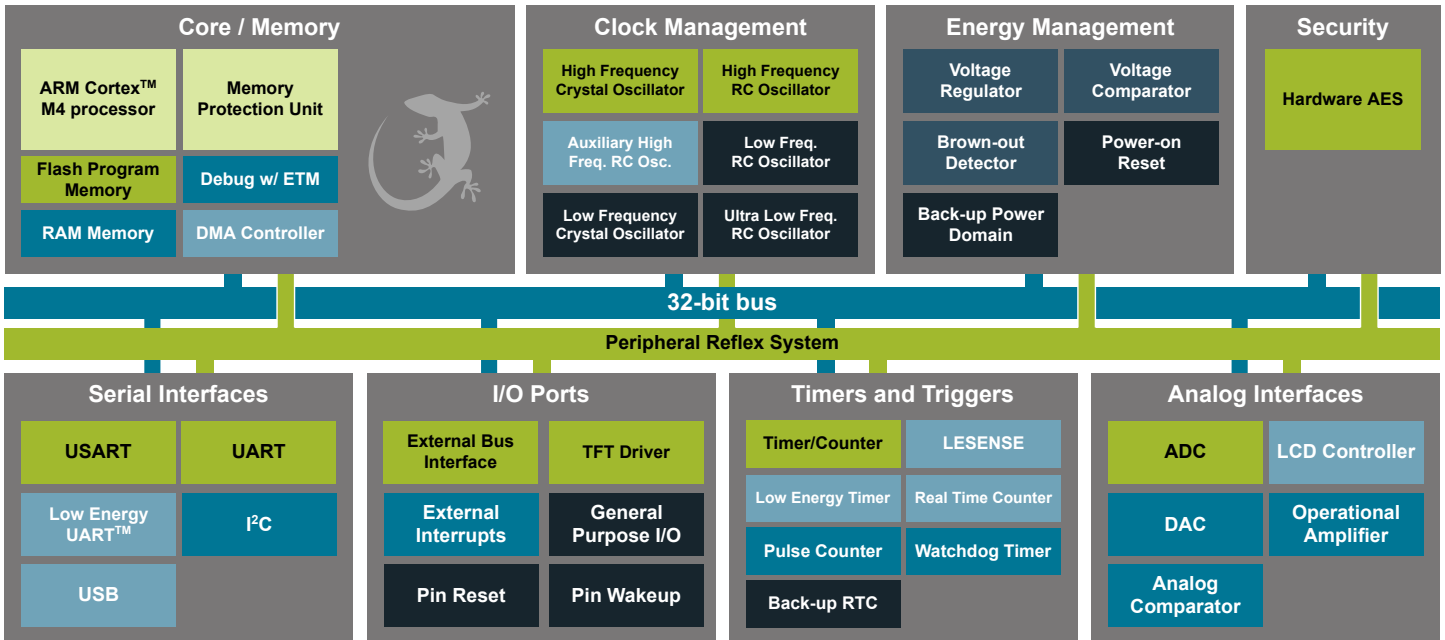 Core / Memory
ARM Cortex™
M4 processor
Memory
Protection Unit
Flash Program
Memory
Debug w/ ETM
RAM Memory
DMA Controller
Clock Management
High Frequency
Crystal Oscillator
High Frequency
RC Oscillator
Auxiliary High
Freq. RC Osc.
Low Freq.
RC Oscillator
Low Frequency
Crystal Oscillator
Ultra Low Freq.
RC Oscillator
Energy Management
Voltage
Regulator
Voltage
Comparator
Brown-out
Detector
Power-on
Reset
Back-up Power
Domain
Security
Hardware AES
32-bit bus
Peripheral Reflex System
Serial Interfaces
USART
UART
Low Energy
UART™
I²C
USB
I/O Ports
External Bus
Interface
TFT Driver
External
Interrupts
General
Purpose I/O
Pin Reset
Pin Wakeup
Timers and Triggers
Timer/Counter
LESENSE
Low Energy Timer
Real Time Counter
Pulse Counter
Watchdog Timer
Back-up RTC
Analog Interfaces
ADC
LCD Controller
DAC
Operational
Amplifier
Analog
Comparator